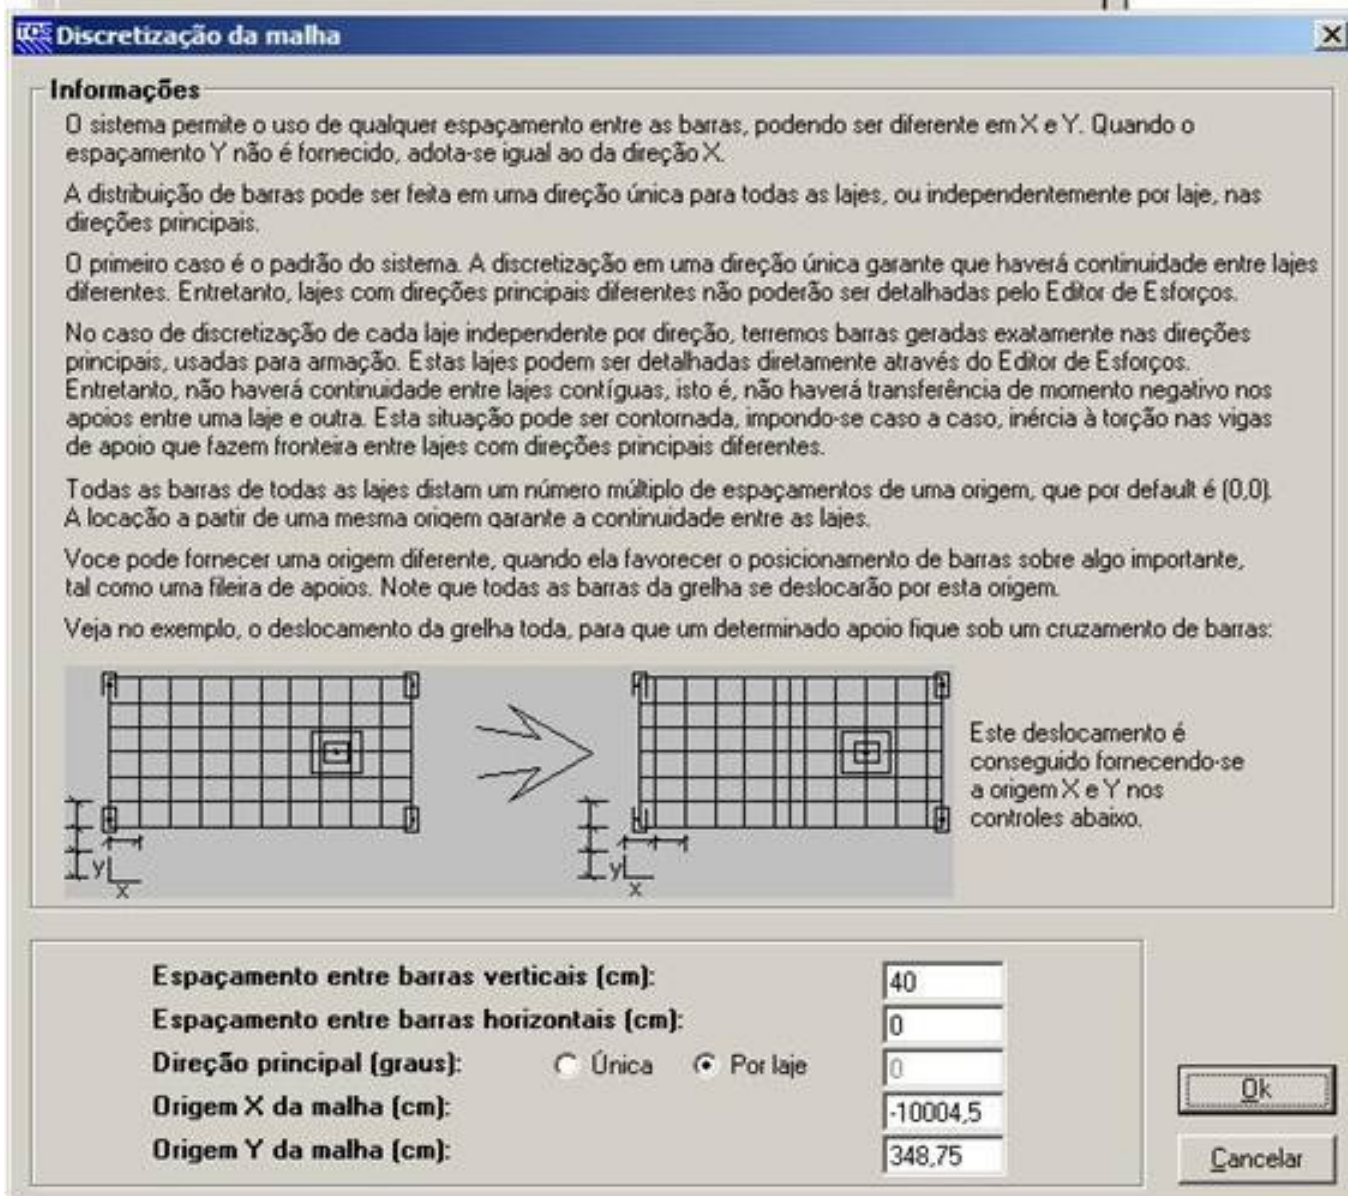 TQS Discretização da malha
Informações
O sistema permite o uso de qualquer espaçamento entre as barras, podendo ser diferente em X e Y. Quando o
espaçamento Y não é fornecido, adota-se igual ao da direção X.
A distribuição de barras pode ser feita em uma direção única para todas as lajes, ou independentemente por laje, nas
direções principais.
O primeiro caso é o padrão do sistema. A discretização em uma direção única garante que haverá continuidade entre lajes
diferentes. Entretanto, lajes com direções principais diferentes não poderão ser detalhadas pelo Editor de Esforços.
No caso de discretização de cada laje independente por direção, terremos barras geradas exatamente nas direções
principais, usadas para armação. Estas lajes podem ser detalhadas diretamente através do Editor de Esforços.
Entretanto, não haverá continuidade entre lajes contíguas, isto é, não haverá transferência de momento negativo nos
apoios entre uma laje e outra. Esta situação pode ser contornada, impondo-se caso a caso, inércia à torção nas vigas
de apoio que fazem fronteira entre lajes com direções principais diferentes.
Todas as barras de todas as lajes distam um número múltiplo de espaçamentos de uma origem, que por default é (0,0).
A locação a partir de uma mesma origem garante a continuidade entre as lajes.
Voce pode fornecer uma origem diferente, quando ela favorecer o posicionamento de barras sobre algo importante,
tal como uma fileira de apoios. Note que todas as barras da grelha se deslocarão por esta origem.
Veja no exemplo, o deslocamento da grelha toda, para que um determinado apoio fique sob um cruzamento de barras:
Y
X
Y
X
Este deslocamento é
conseguido fornecendo-se
a origem X e Y nos
controles abaixo.
Espaçamento entre barras verticais (cm): 40
Espaçamento entre barras horizontais (cm): 0
Direção principal (graus): Única Por laje 0
Origem X da malha (cm): -10004,5
Origem Y da malha (cm): 348,75
Ok
Cancelar